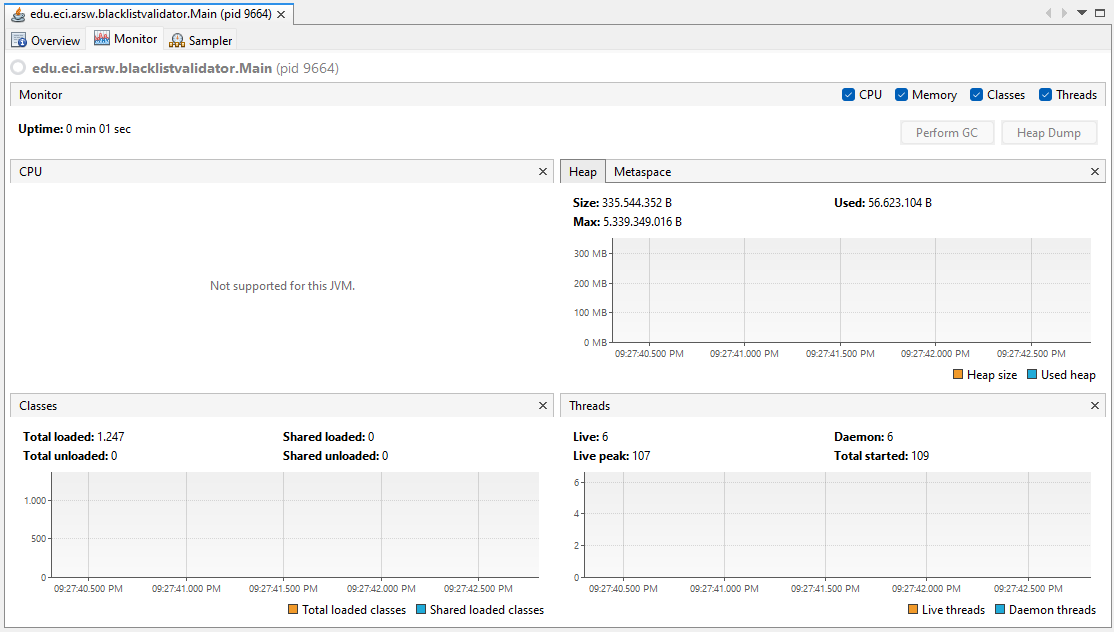 edu.eci.arsw.blacklistvalidator.Main (pid 9664)
Overview Monitor Sampler
edu.eci.arsw.blacklistvalidator.Main (pid 9664)
Monitor CPU Memory Classes Threads
Uptime: 0 min 01 sec
Perform GC Heap Dump
CPU
Not supported for this JVM.
Heap Metaspace
Size: 335.544.352 B Used: 56.623.104 B
Max: 5.339.349.016 B
300 MB
200 MB
100 MB
0 MB
09:27:40.500 PM 09:27:41.000 PM 09:27:41.500 PM 09:27:42.000 PM 09:27:42.500 PM
Heap size Used heap
Classes
Total loaded: 1.247 Shared loaded: 0
Total unloaded: 0 Shared unloaded: 0
1.000
500
0
09:27:40.500 PM 09:27:41.000 PM 09:27:41.500 PM 09:27:42.000 PM 09:27:42.500 PM
Total loaded classes Shared loaded classes
Threads
Live: 6 Daemon: 6
Live peak: 107 Total started: 109
6
4
2
0
09:27:40.500 PM 09:27:41.000 PM 09:27:41.500 PM 09:27:42.000 PM 09:27:42.500 PM
Live threads Daemon threads